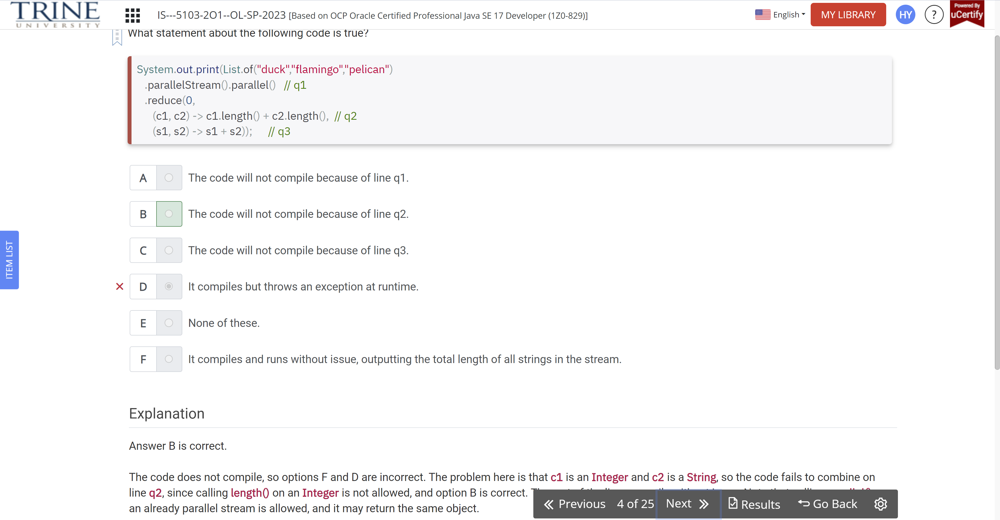 TRINE
UNIVERSITY
IS---5103-2O1--OL-SP-2023 [Based on OCP Oracle Certified Professional Java SE 17 Developer (1Z0-829)]
English
MY LIBRARY
HY
?
Powered By
uCertify
What statement about the following code is true?
System.out.print(List.of("duck","flamingo","pelican")
.parallelStream().parallel() // q1
.reduce(0,
(c1, c2) -> c1.length() + c2.length(), // q2
(s1, s2) -> s1 + s2)); // q3
A The code will not compile because of line q1.
B The code will not compile because of line q2.
C The code will not compile because of line q3.
D It compiles but throws an exception at runtime.
E None of these.
F It compiles and runs without issue, outputting the total length of all strings in the stream.
ITEM LIST
Explanation
Answer B is correct.
The code does not compile, so options F and D are incorrect. The problem here is that c1 is an Integer and c2 is a String, so the code fails to combine on
line q2, since calling length() on an Integer is not allowed, and option B is correct.
an already parallel stream is allowed, and it may return the same object.
Previous 4 of 25 Next Results Go Back